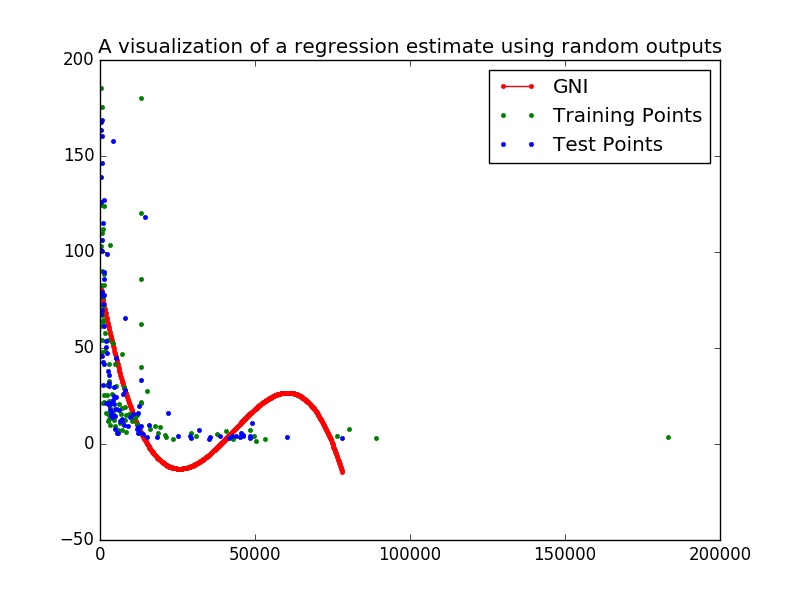 A visualization of a regression estimate using random outputs
GNI
Training Points
Test Points
200
150
100
50
0
−50
0 50000 100000 150000 200000